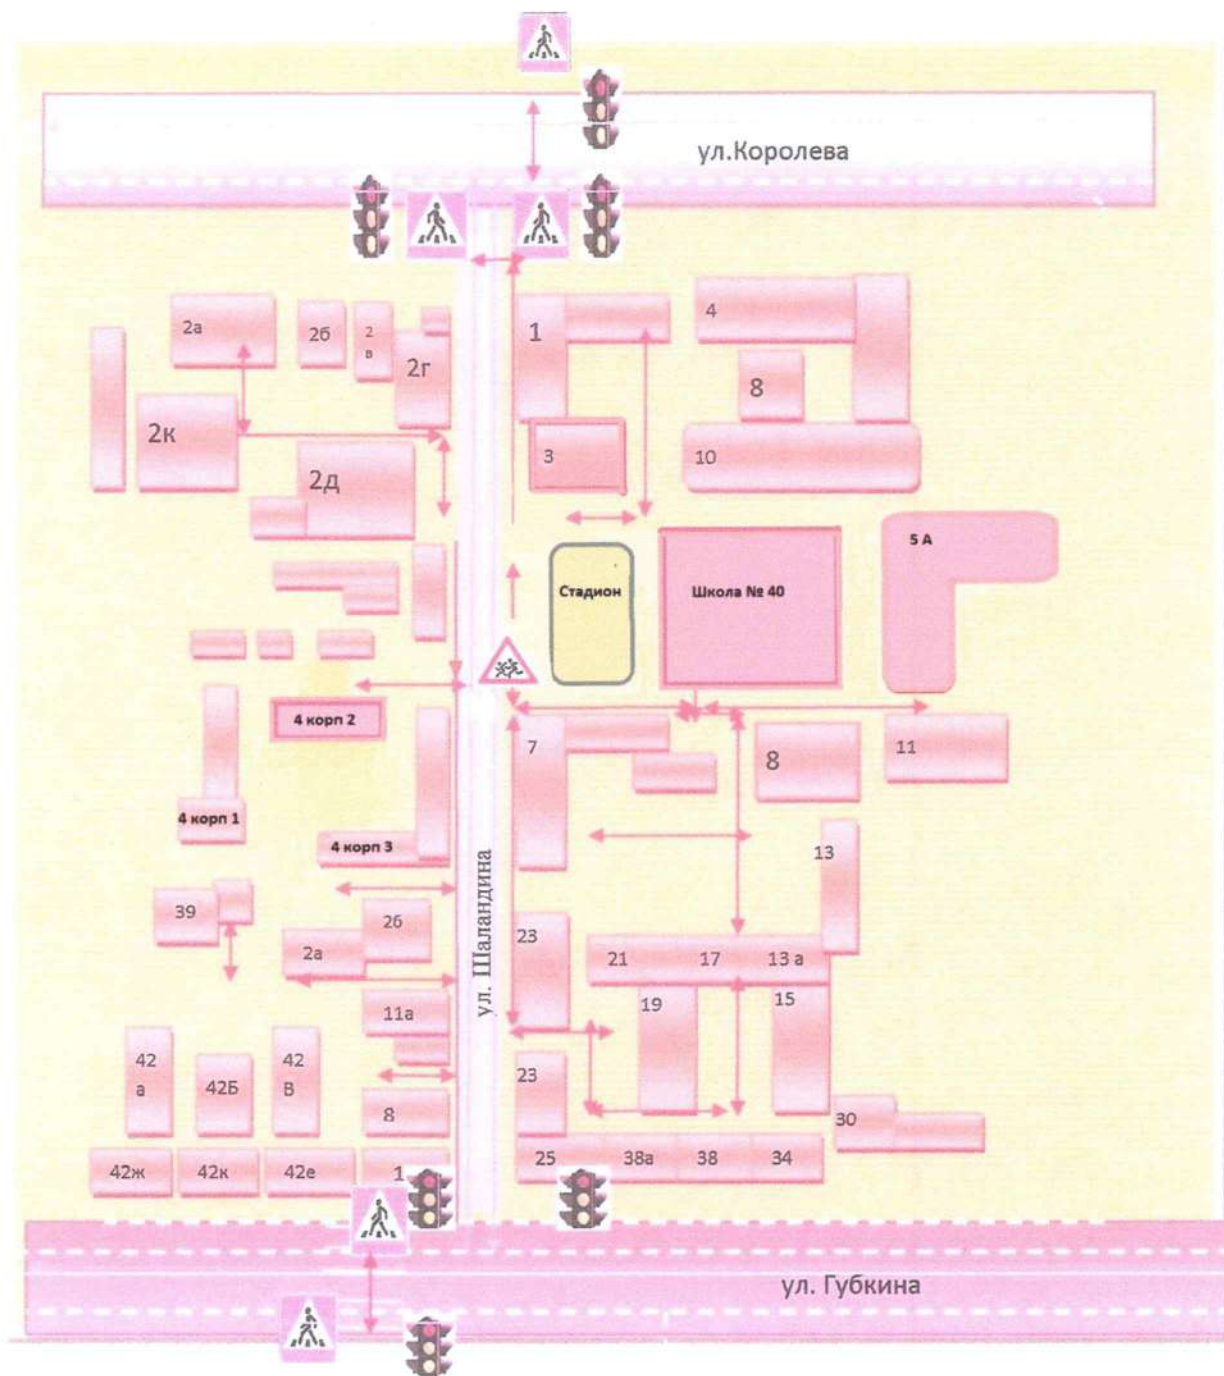 ул.Королева
2а
2б
2
в
2г
1
4
8
2к
2д
3
10
5 А
Стадион
Школа № 40
4 корп 2
7
8
11
4 корп 1
4 корп 3
13
ул. Шаландина
39
2б
2а
23
21
17
13 а
11а
19
15
42
а
42Б
42
В
8
23
30
42ж
42к
42е
1
25
38а
38
34
ул. Губкина